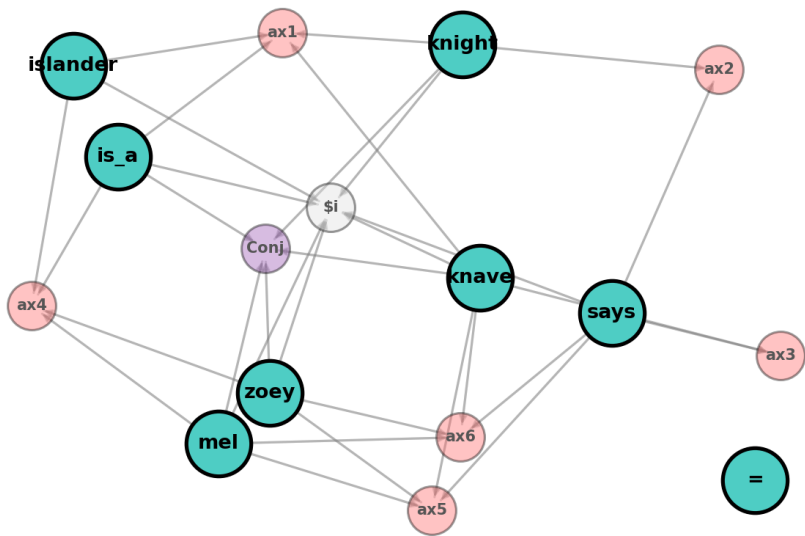 ax1
knight
islander
ax2
is_a
$i
Conj
knave
ax4
says
ax3
zoey
ax6
mel
=
ax5